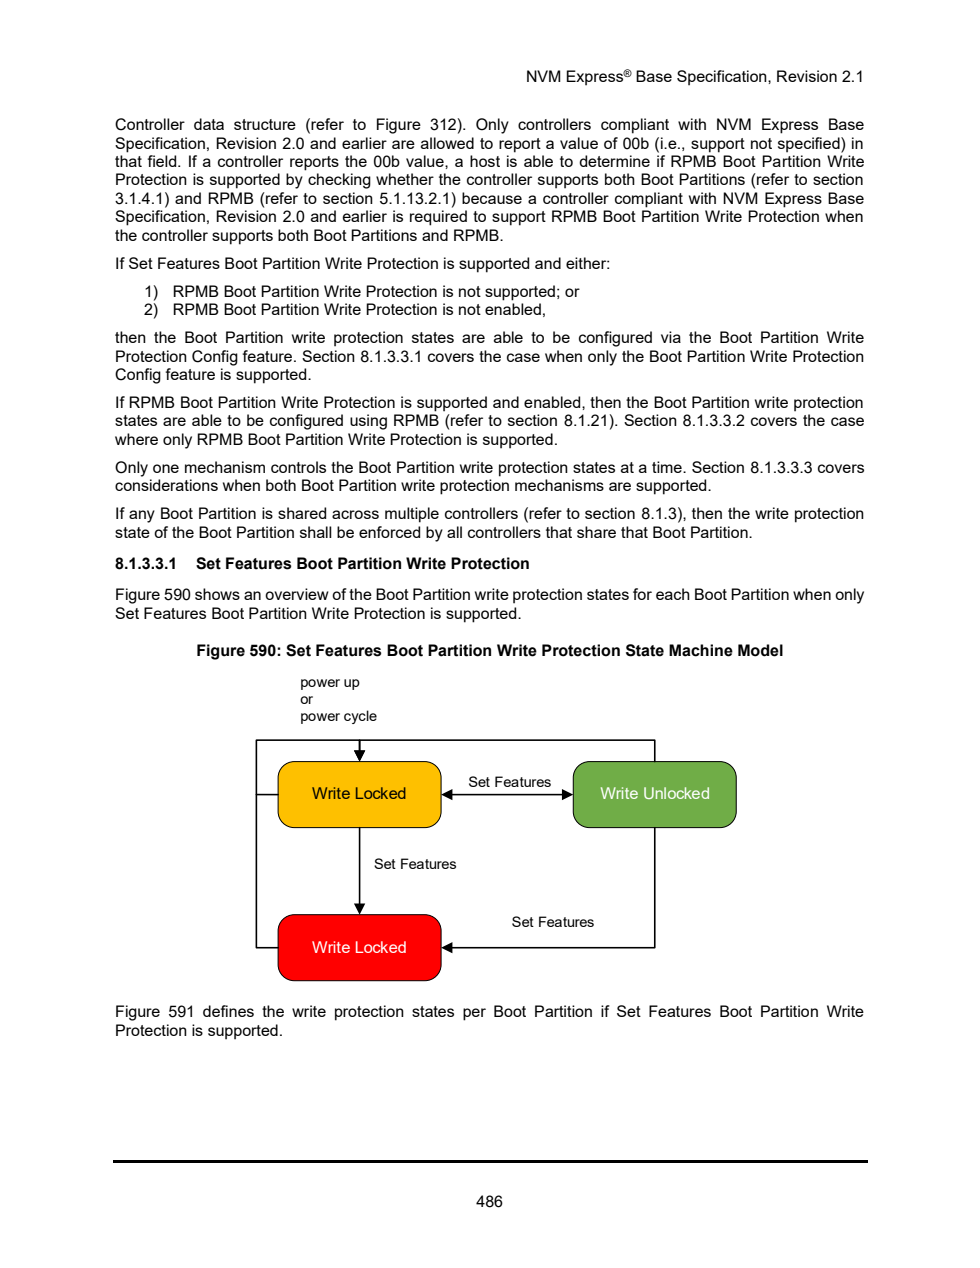 NVM Express® Base Specification, Revision 2.1
Controller data structure (refer to Figure 312). Only controllers compliant with NVM Express Base
Specification, Revision 2.0 and earlier are allowed to report a value of 00b (i.e., support not specified) in
that field. If a controller reports the 00b value, a host is able to determine if RPMB Boot Partition Write
Protection is supported by checking whether the controller supports both Boot Partitions (refer to section
3.1.4.1) and RPMB (refer to section 5.1.13.2.1) because a controller compliant with NVM Express Base
Specification, Revision 2.0 and earlier is required to support RPMB Boot Partition Write Protection when
the controller supports both Boot Partitions and RPMB.
If Set Features Boot Partition Write Protection is supported and either:
1) RPMB Boot Partition Write Protection is not supported; or
2) RPMB Boot Partition Write Protection is not enabled,
then the Boot Partition write protection states are able to be configured via the Boot Partition Write
Protection Config feature. Section 8.1.3.3.1 covers the case when only the Boot Partition Write Protection
Config feature is supported.
If RPMB Boot Partition Write Protection is supported and enabled, then the Boot Partition write protection
states are able to be configured using RPMB (refer to section 8.1.21). Section 8.1.3.3.2 covers the case
where only RPMB Boot Partition Write Protection is supported.
Only one mechanism controls the Boot Partition write protection states at a time. Section 8.1.3.3.3 covers
considerations when both Boot Partition write protection mechanisms are supported.
If any Boot Partition is shared across multiple controllers (refer to section 8.1.3), then the write protection
state of the Boot Partition shall be enforced by all controllers that share that Boot Partition.
8.1.3.3.1 Set Features Boot Partition Write Protection
Figure 590 shows an overview of the Boot Partition write protection states for each Boot Partition when only
Set Features Boot Partition Write Protection is supported.
Figure 590: Set Features Boot Partition Write Protection State Machine Model
power up
or
power cycle
Write Locked
Set Features
Write Unlocked
Set Features
Set Features
Write Locked
Figure 591 defines the write protection states per Boot Partition if Set Features Boot Partition Write
Protection is supported.
486